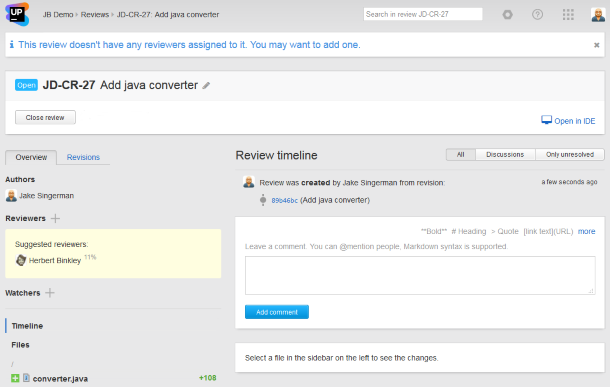 UP
JB Demo › Reviews › JD-CR-27: Add java converter
Search in review JD-CR-27
This review doesn't have any reviewers assigned to it. You may want to add one.
Open JD-CR-27 Add java converter
Close review
Open in IDE
Overview
Revisions
Review timeline
All
Discussions
Only unresolved
Authors
Jake Singerman
Reviewers
Suggested reviewers:
Herbert Binkley 11%
Watchers
Timeline
Files
/
converter.java +108
Review was created by Jake Singerman from revision:
a few seconds ago
89b46bc (Add java converter)
**Bold** # Heading > Quote [link text](URL) more
Leave a comment. You can @mention people, Markdown syntax is supported.
Add comment
Select a file in the sidebar on the left to see the changes.